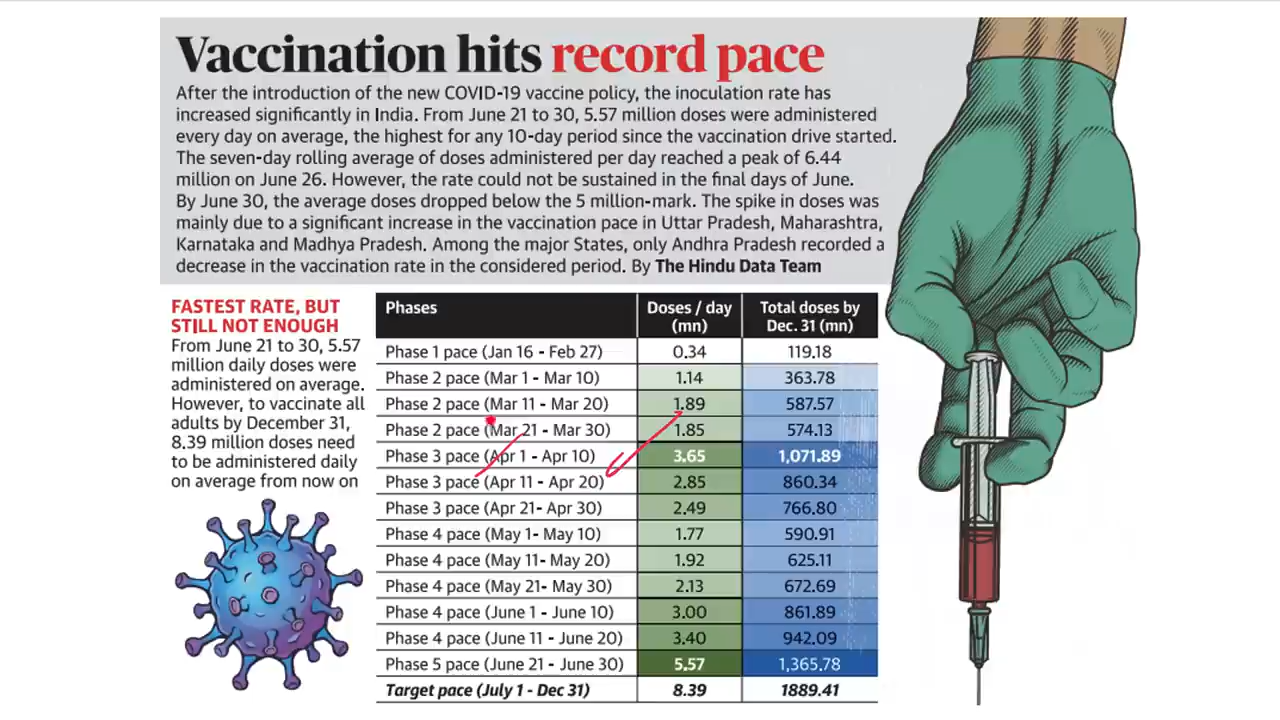 Vaccination hits record pace
After the introduction of the new COVID-19 vaccine policy, the inoculation rate has
increased significantly in India. From June 21 to 30, 5.57 million doses were administered
every day on average, the highest for any 10-day period since the vaccination drive started.
The seven-day rolling average of doses administered per day reached a peak of 6.44
million on June 26. However, the rate could not be sustained in the final days of June.
By June 30, the average doses dropped below the 5 million-mark. The spike in doses was
mainly due to a significant increase in the vaccination pace in Uttar Pradesh, Maharashtra,
Karnataka and Madhya Pradesh. Among the major States, only Andhra Pradesh recorded a
decrease in the vaccination rate in the considered period. By The Hindu Data Team
FASTEST RATE, BUT
STILL NOT ENOUGH
From June 21 to 30, 5.57
million daily doses were
administered on average.
However, to vaccinate all
adults by December 31,
8.39 million doses need
to be administered daily
on average from now on
Phases Doses / day (mn) Total doses by Dec. 31 (mn)
Phase 1 pace (Jan 16 - Feb 27) 0.34 119.18
Phase 2 pace (Mar 1 - Mar 10) 1.14 363.78
Phase 2 pace (Mar 11 - Mar 20) 1.89 587.57
Phase 2 pace (Mar 21 - Mar 30) 1.85 574.13
Phase 3 pace (Apr 1 - Apr 10) 3.65 1,071.89
Phase 3 pace (Apr 11 - Apr 20) 2.85 860.34
Phase 3 pace (Apr 21- Apr 30) 2.49 766.80
Phase 4 pace (May 1- May 10) 1.77 590.91
Phase 4 pace (May 11- May 20) 1.92 625.11
Phase 4 pace (May 21- May 30) 2.13 672.69
Phase 4 pace (June 1 - June 10) 3.00 861.89
Phase 4 pace (June 11 - June 20) 3.40 942.09
Phase 5 pace (June 21 - June 30) 5.57 1,365.78
Target pace (July 1 - Dec 31) 8.39 1889.41